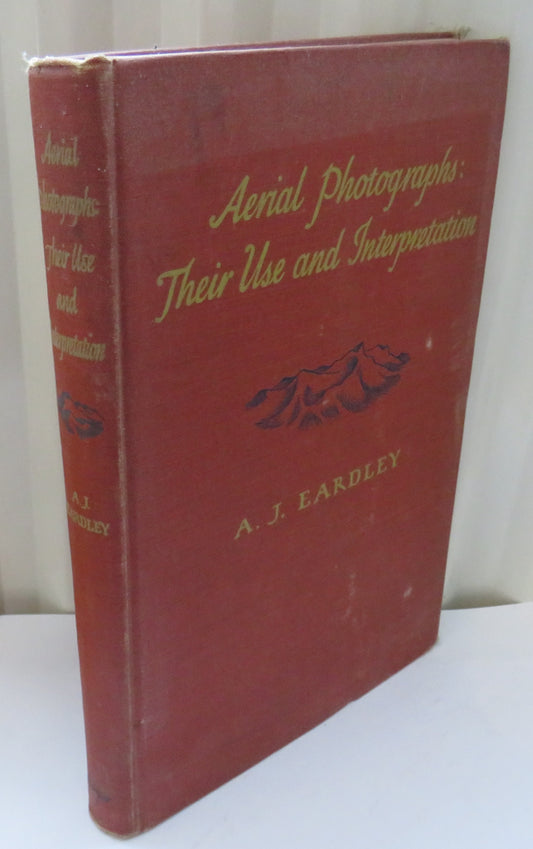 Aerial Photographs:
Their Use and Interpretation
A. J. EARDLEY
Aerial
Photographs:
Their Use
and
Interpretation
A. J.
EARDLEY